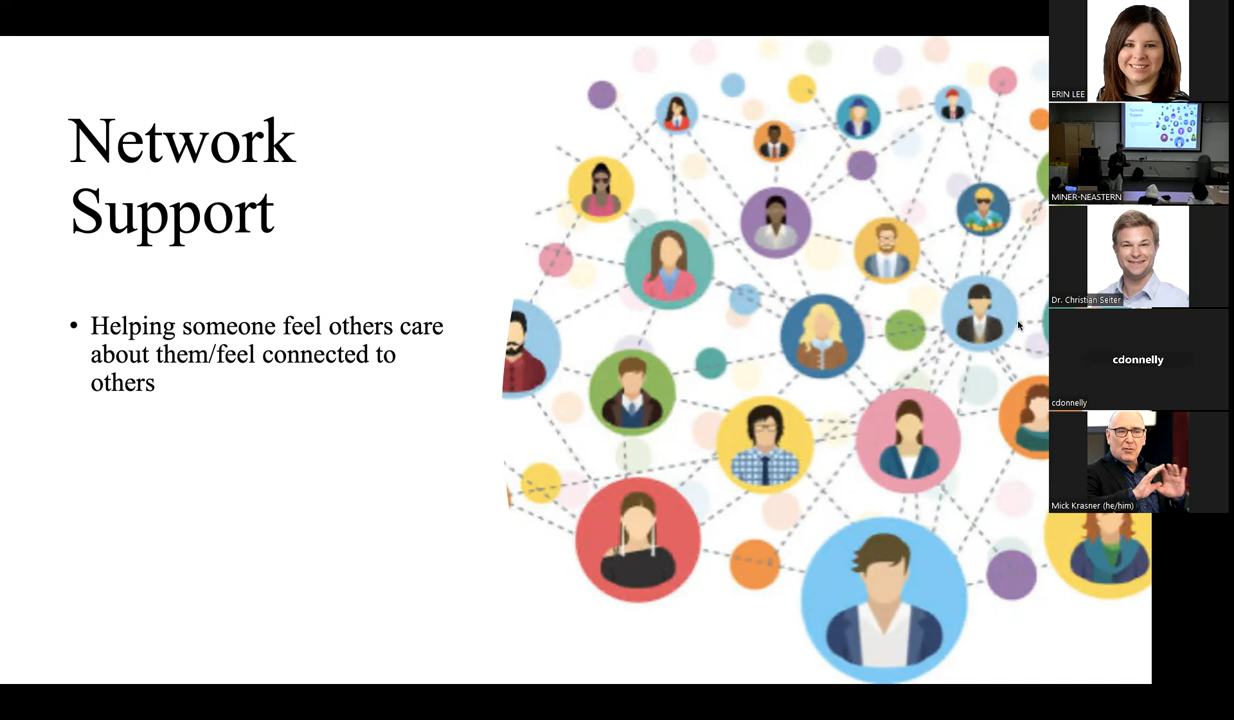 Network
Support
• Helping someone feel others care
about them/feel connected to
others
ERIN LEE
MINER-NEASTERN
Dr. Christian Seiter
cdonnelly
cdonnelly
Mick Krasner (he/him)